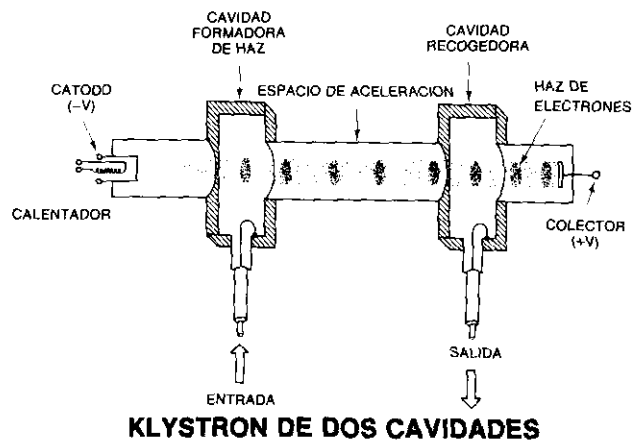 CAVIDAD
FORMADORA
DE HAZ
CAVIDAD
RECOGEDORA
CATODO
(–V)
ESPACIO DE ACELERACION
HAZ DE
ELECTRONES
CALENTADOR
COLECTOR
(+V)
ENTRADA
SALIDA
KLYSTRON DE DOS CAVIDADES